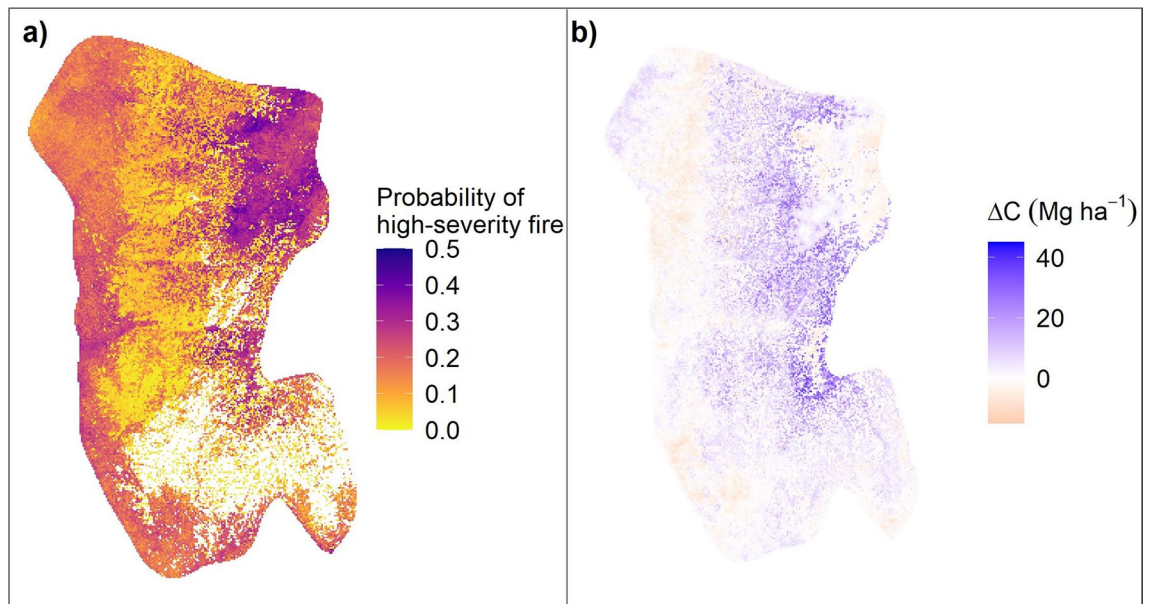 a)
Probability of
high-severity fire
0.5
0.4
0.3
0.2
0.1
0.0
b)
ΔC (Mg ha⁻¹)
40
20
0